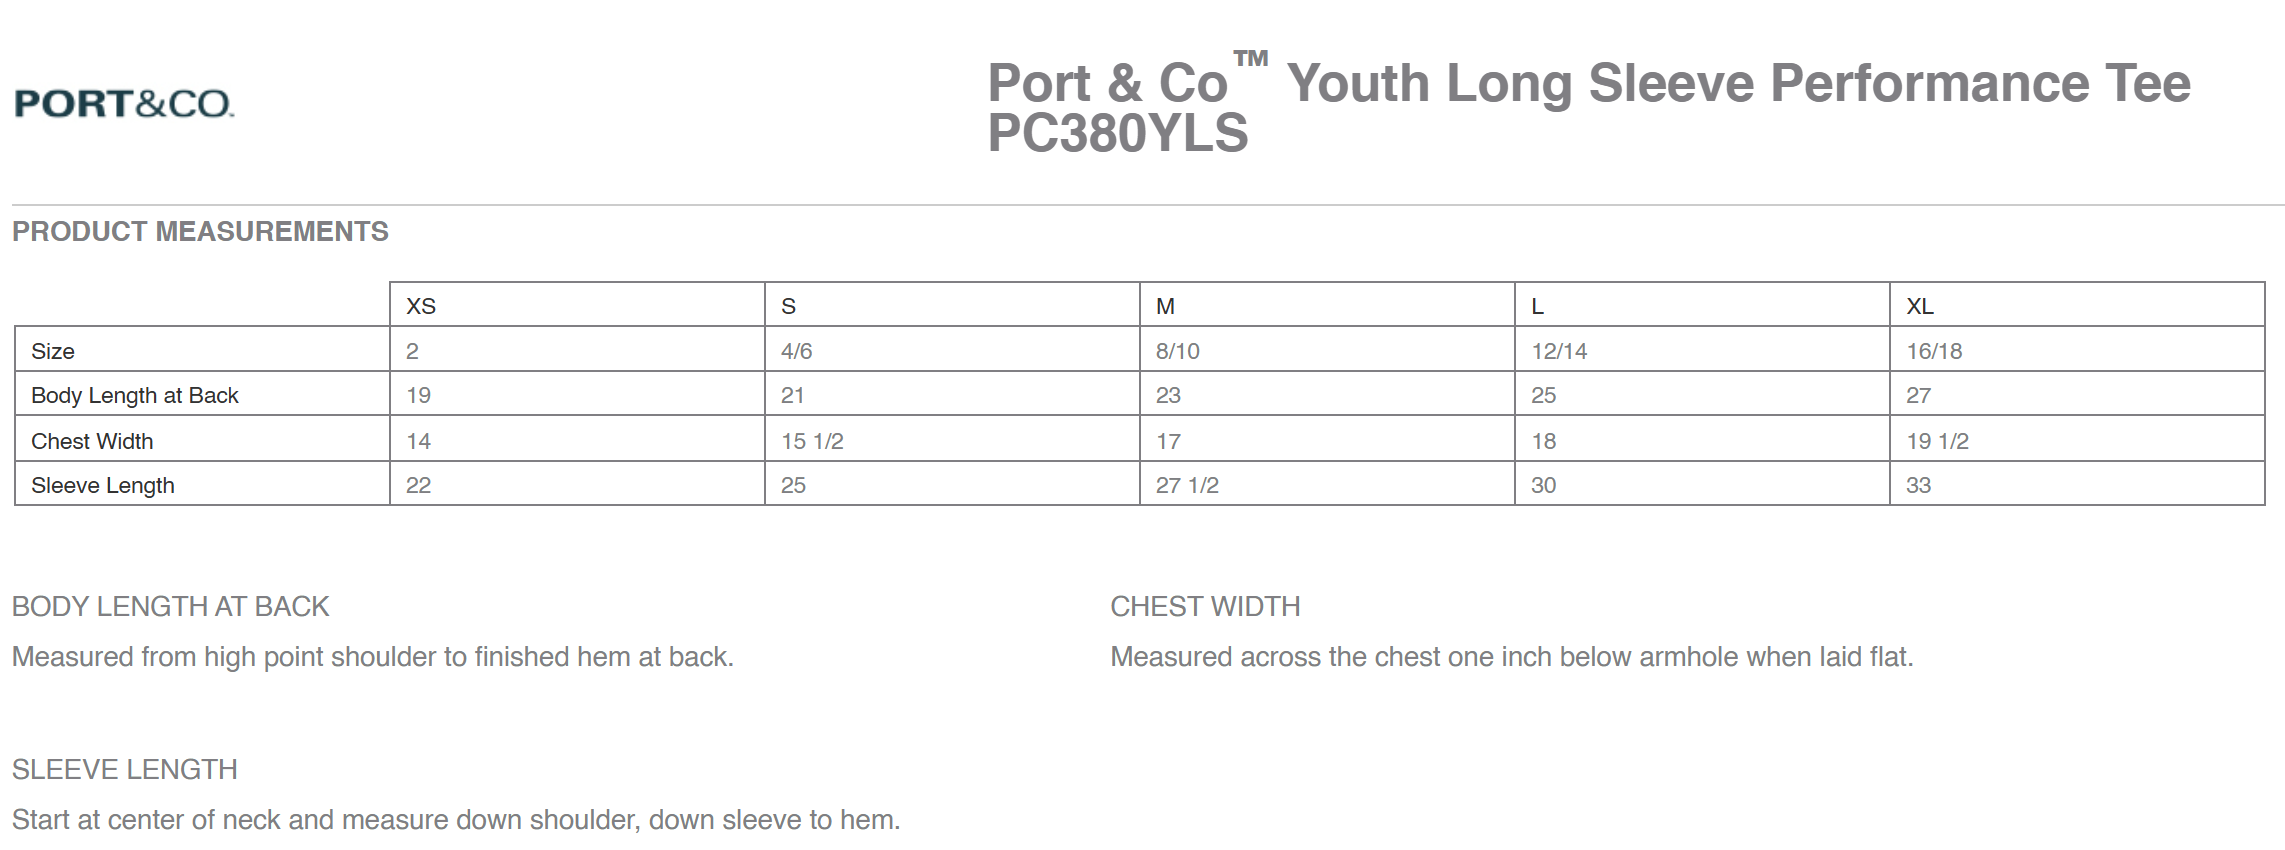 PORT&CO™
Port & Co™ Youth Long Sleeve Performance Tee
PC380YLS
PRODUCT MEASUREMENTS
XS S M L XL
Size 2 4/6 8/10 12/14 16/18
Body Length at Back 19 21 23 25 27
Chest Width 14 15 1/2 17 18 19 1/2
Sleeve Length 22 25 27 1/2 30 33
BODY LENGTH AT BACK
Measured from high point shoulder to finished hem at back.
CHEST WIDTH
Measured across the chest one inch below armhole when laid flat.
SLEEVE LENGTH
Start at center of neck and measure down shoulder, down sleeve to hem.